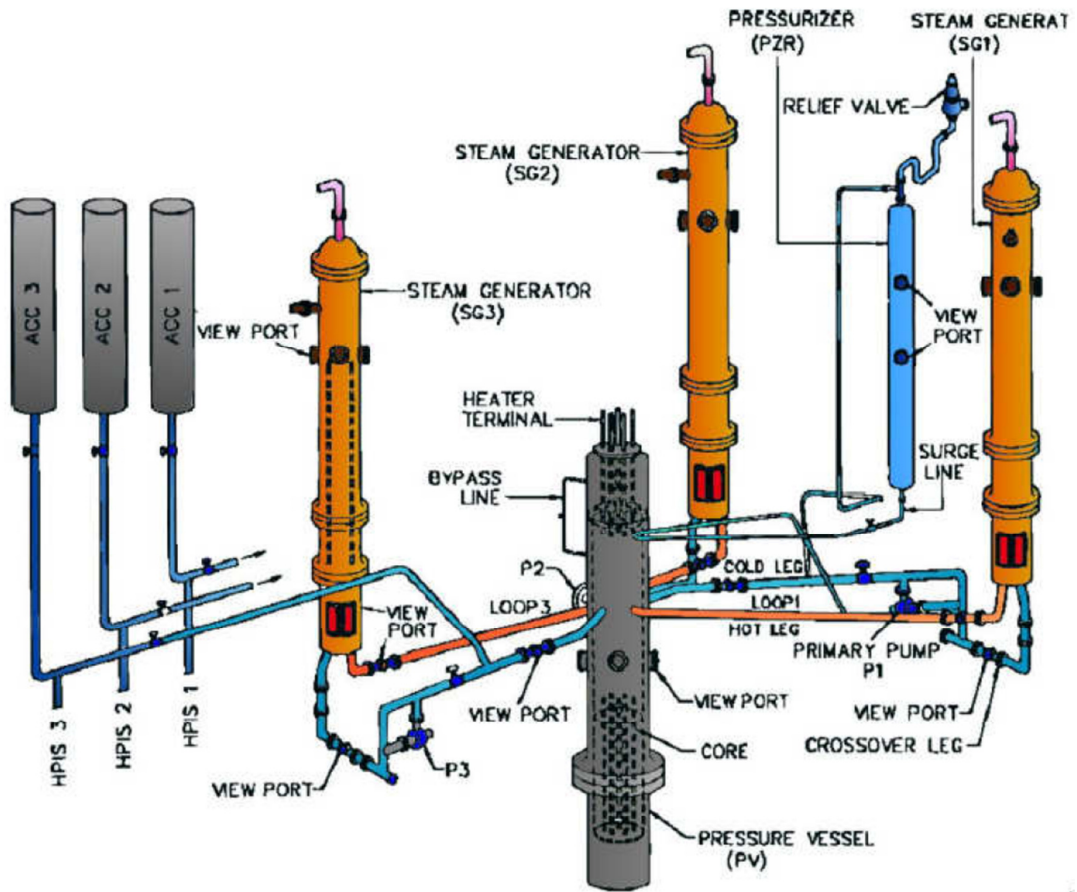 PRESSURIZER
(PZR)
STEAM GENERAT
(SG1)
RELIEF VALVE
STEAM GENERATOR
(SG2)
STEAM GENERATOR
(SG3)
ACC 3
ACC 2
ACC 1
VIEW PORT
VIEW
PORT
HEATER
TERMINAL
BYPASS
LINE
SURGE
LINE
P2
COLD LEG
LOOP3
LOOP1
HOT LEG
VIEW
PORT
PRIMARY PUMP
P1
VIEW PORT
VIEW PORT
VIEW PORT
CROSSOVER LEG
CORE
HPIS 3
HPIS 2
HPIS 1
P3
VIEW PORT
PRESSURE VESSEL
(PV)